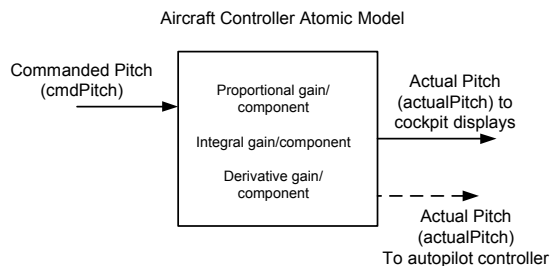 Aircraft Controller Atomic Model
Commanded Pitch
(cmdPitch)
Proportional gain/
component
Integral gain/component
Derivative gain/
component
Actual Pitch
(actualPitch) to
cockpit displays
Actual Pitch
(actualPitch)
To autopilot controller